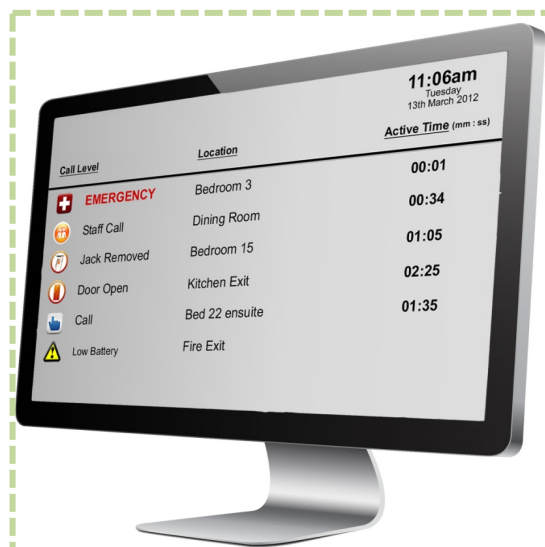 11:06am
Tuesday
13th March 2012
Call Level Location Active Time (mm : ss)
EMERGENCY Bedroom 3 00:01
Staff Call Dining Room 00:34
Jack Removed Bedroom 15 01:05
Door Open Kitchen Exit 02:25
Call Bed 22 ensuite 01:35
Low Battery Fire Exit